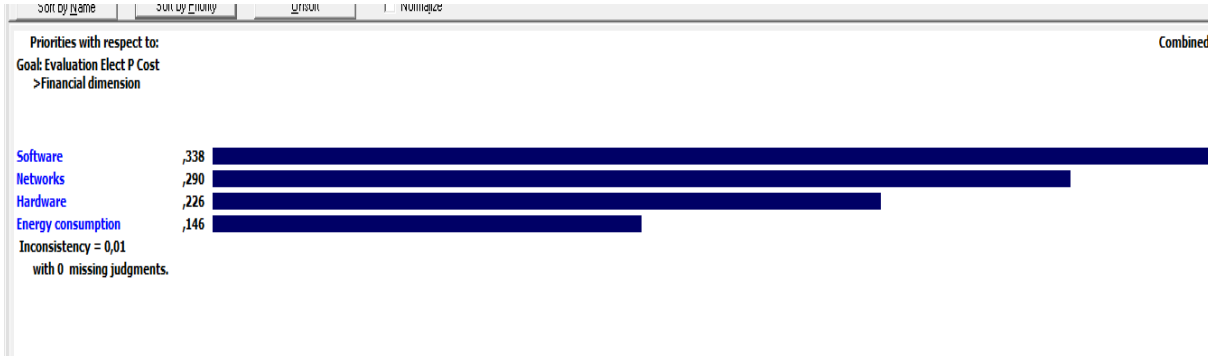 Sort by Name Sort by Priority Unsort Normalize
Priorities with respect to: Combined
Goal: Evaluation Elect P Cost
>Financial dimension
Software ,338
Networks ,290
Hardware ,226
Energy consumption ,146
Inconsistency = 0,01
with 0 missing judgments.